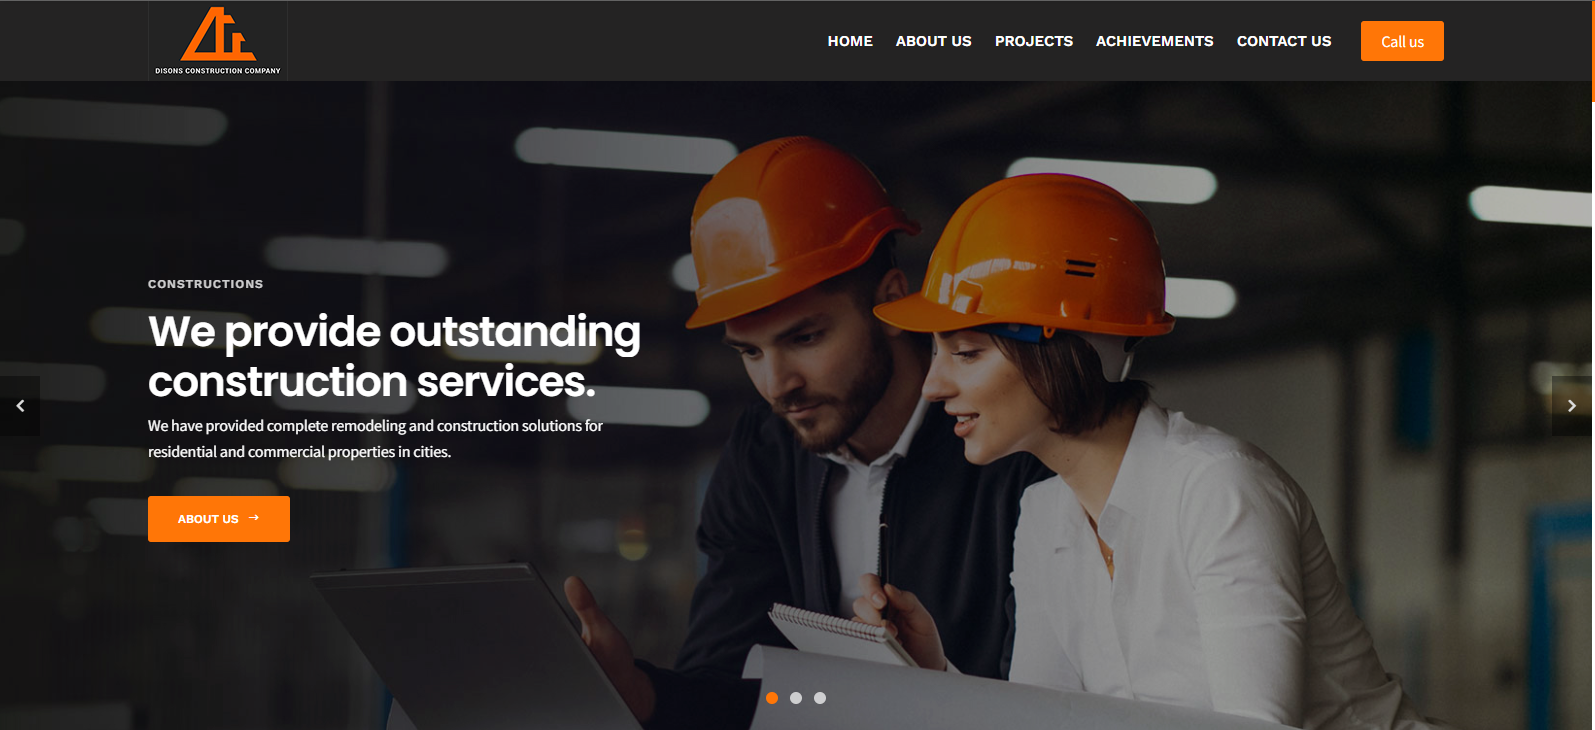 DISONS CONSTRUCTION COMPANY
HOME ABOUT US PROJECTS ACHIEVEMENTS CONTACT US Call us
CONSTRUCTIONS
We provide outstanding
construction services.
We have provided complete remodeling and construction solutions for
residential and commercial properties in cities.
ABOUT US →